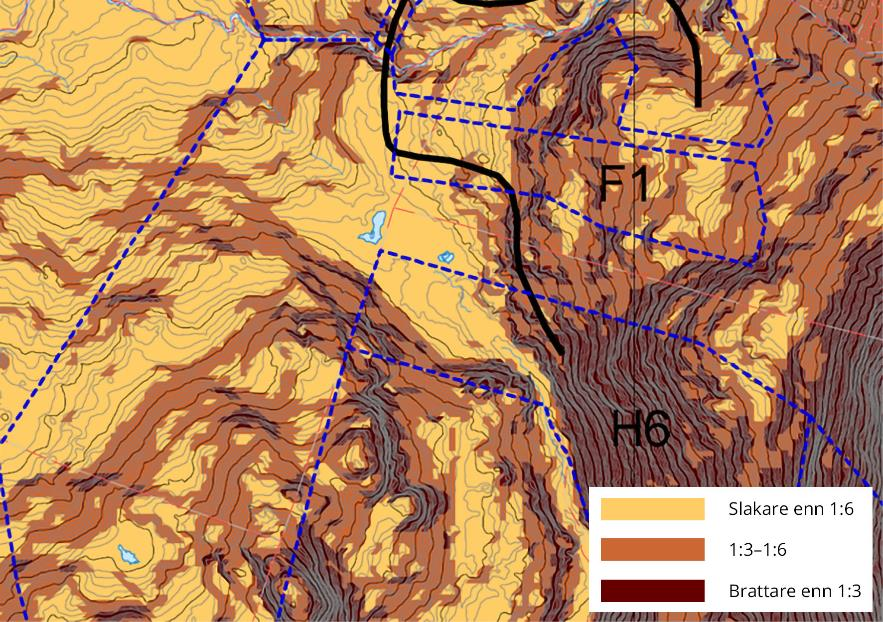 F1
H6
Slakare enn 1:6
1:3–1:6
Brattare enn 1:3